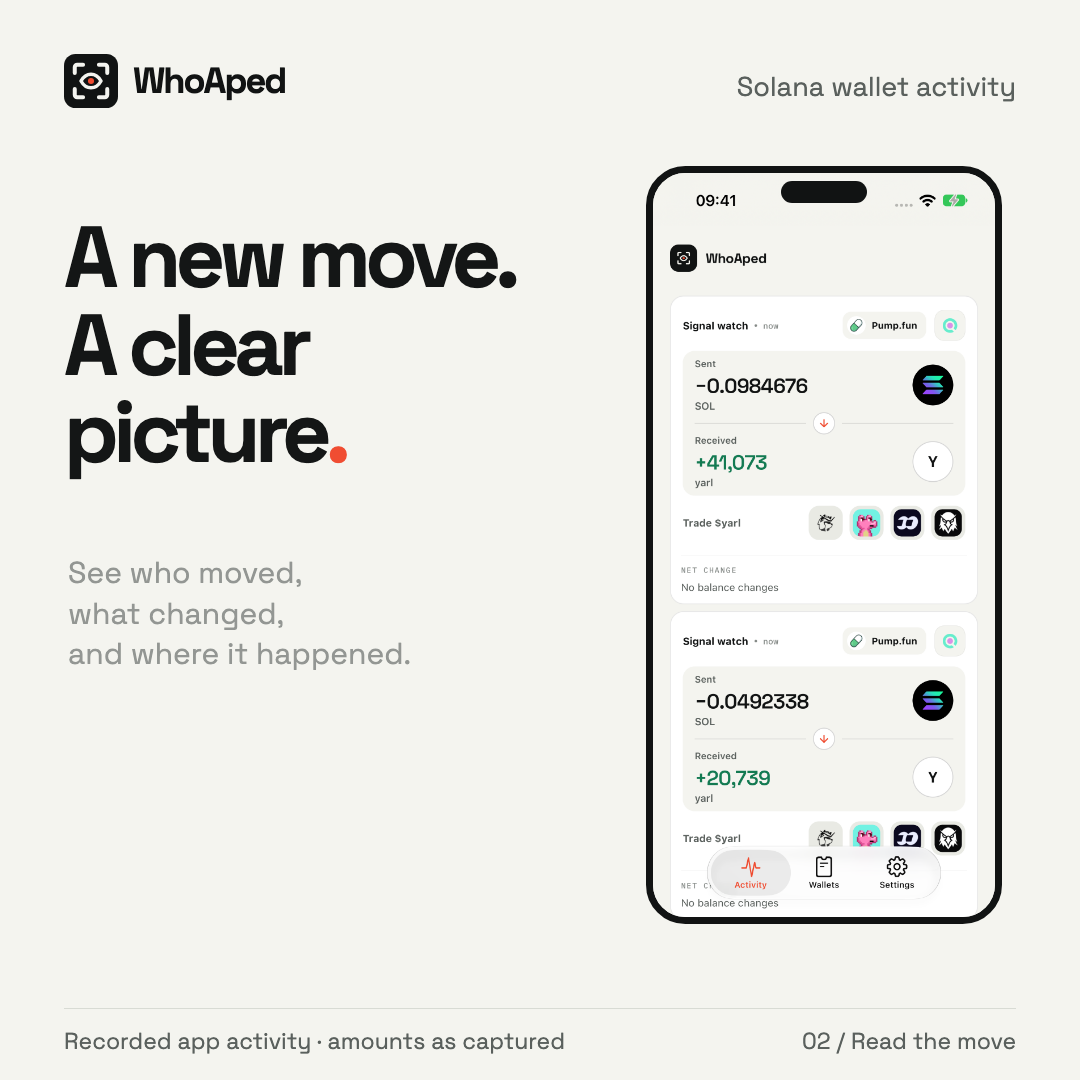 WhoAped
Solana wallet activity
A new move.
A clear
picture.
See who moved,
what changed,
and where it happened.
09:41
WhoAped
Signal watch • now
Pump.fun
Sent
-0.0984676
SOL
Received
+41,073
yarl
Y
Trade $yarl
NET CHANGE
No balance changes
Signal watch • now
Pump.fun
Sent
-0.0492338
SOL
Received
+20,739
yarl
Y
Trade $yarl
NET C
Activity
Wallets
Settings
No balance changes
Recorded app activity · amounts as captured
02 / Read the move